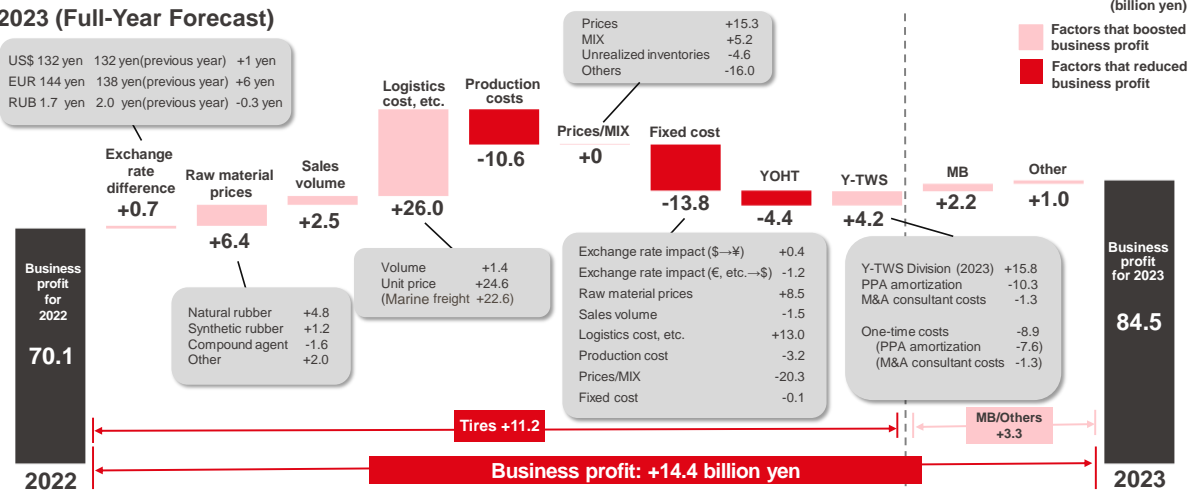 2023 (Full-Year Forecast)
(billion yen)
Factors that boosted
business profit
Factors that reduced
business profit
US$ 132 yen 132 yen(previous year) +1 yen
EUR 144 yen 138 yen(previous year) +6 yen
RUB 1.7 yen 2.0 yen(previous year) -0.3 yen
Prices +15.3
MIX +5.2
Unrealized inventories -4.6
Others -16.0
Business
profit
for
2022
70.1
Exchange
rate
difference
+0.7
Raw material
prices
+6.4
Sales
volume
+2.5
Logistics
cost, etc.
+26.0
Production
costs
-10.6
Prices/MIX
+0
Fixed cost
-13.8
YOHT
-4.4
Y-TWS
+4.2
MB
+2.2
Other
+1.0
Business
profit
for 2023
84.5
Natural rubber +4.8
Synthetic rubber +1.2
Compound agent -1.6
Other +2.0
Volume +1.4
Unit price +24.6
(Marine freight +22.6)
Exchange rate impact ($→¥) +0.4
Exchange rate impact (€, etc.→$) -1.2
Raw material prices +8.5
Sales volume -1.5
Logistics cost, etc. +13.0
Production cost -3.2
Prices/MIX -20.3
Fixed cost -0.1
Y-TWS Division (2023) +15.8
PPA amortization -10.3
M&A consultant costs -1.3
One-time costs -8.9
(PPA amortization -7.6)
(M&A consultant costs -1.3)
Tires +11.2
MB/Others
+3.3
Business profit: +14.4 billion yen
2022
2023